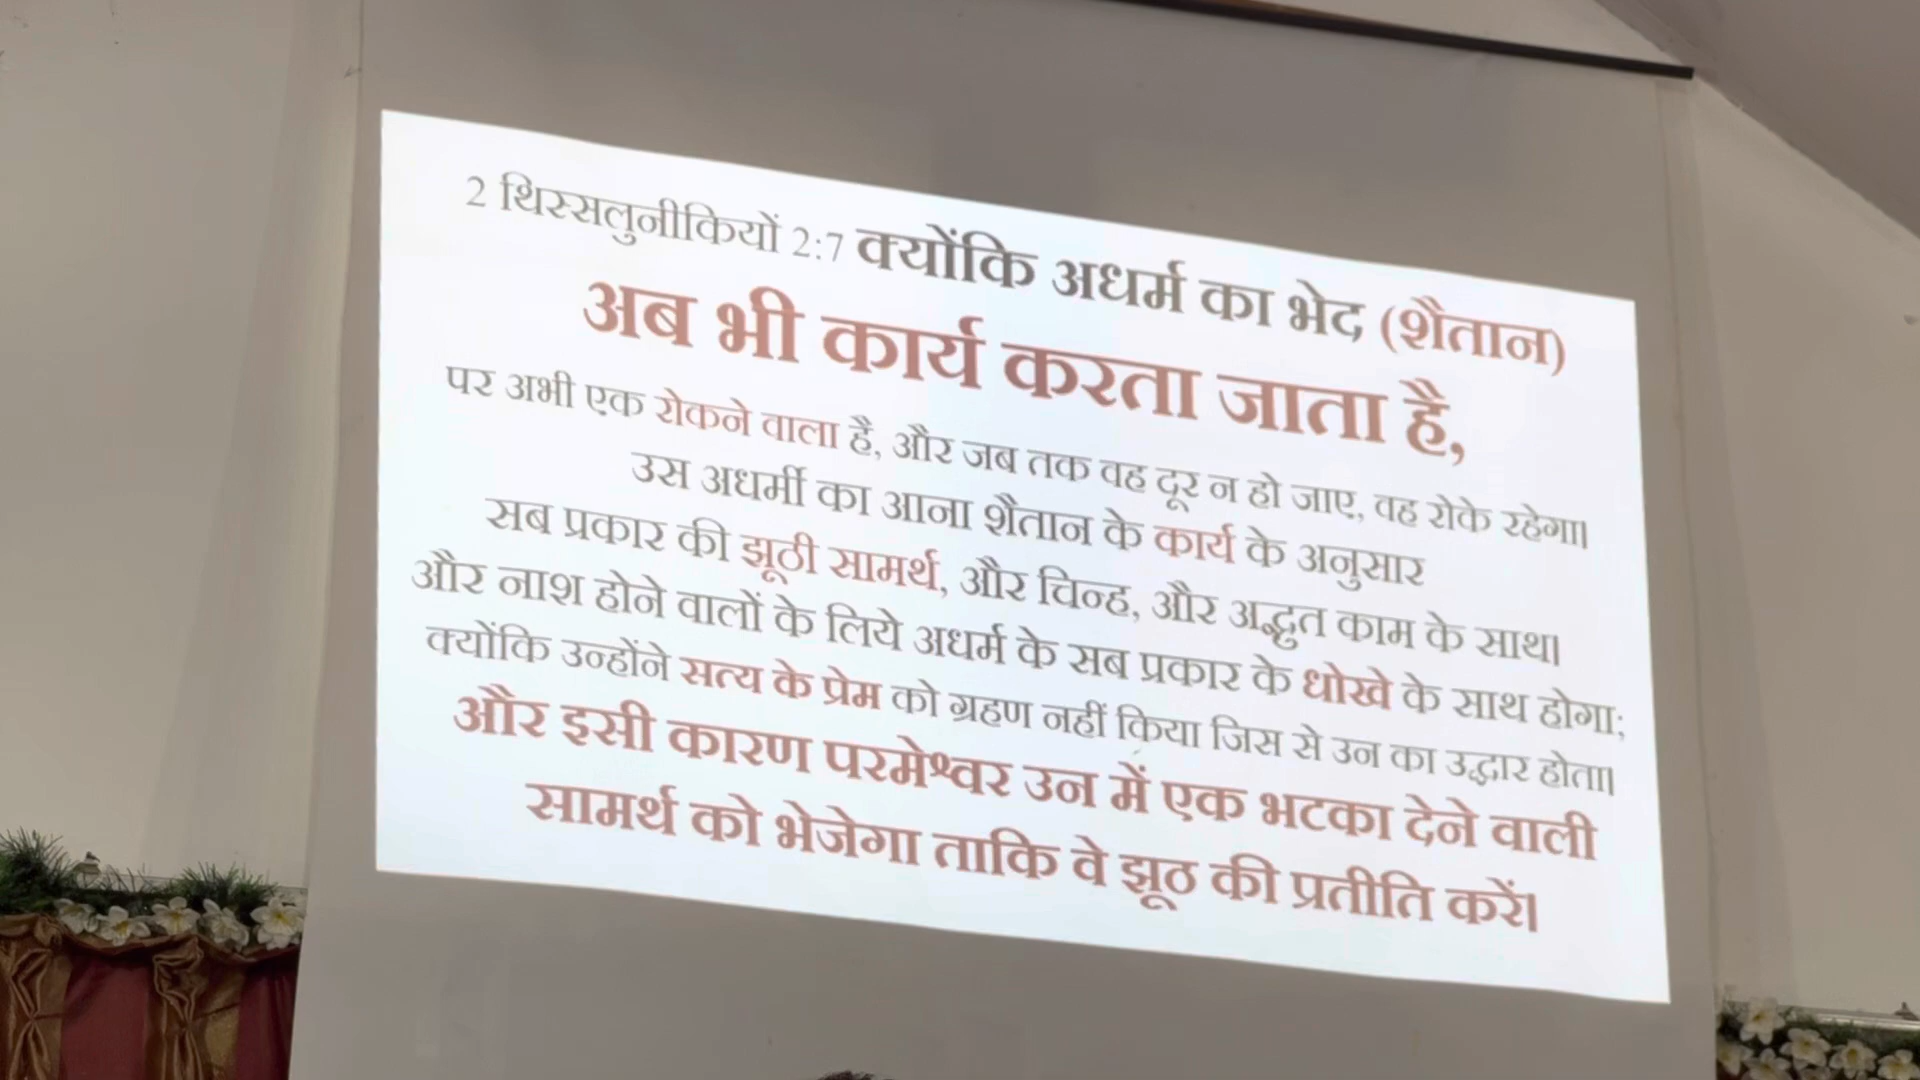 2 थिस्सलुनीकियों 2:7 क्योंकि अधर्म का भेद (शैतान)
अब भी कार्य करता जाता है,
पर अभी एक रोकने वाला है, और जब तक वह दूर न हो जाए, वह रोके रहेगा।
उस अधर्मी का आना शैतान के कार्य के अनुसार
सब प्रकार की झूठी सामर्थ, और चिन्ह, और अद्भुत काम के साथ।
और नाश होने वालों के लिये अधर्म के सब प्रकार के धोखे के साथ होगा;
क्योंकि उन्होंने सत्य के प्रेम को ग्रहण नहीं किया जिस से उन का उद्धार होता।
और इसी कारण परमेश्वर उन में एक भटका देने वाली
सामर्थ को भेजेगा ताकि वे झूठ की प्रतीति करें।